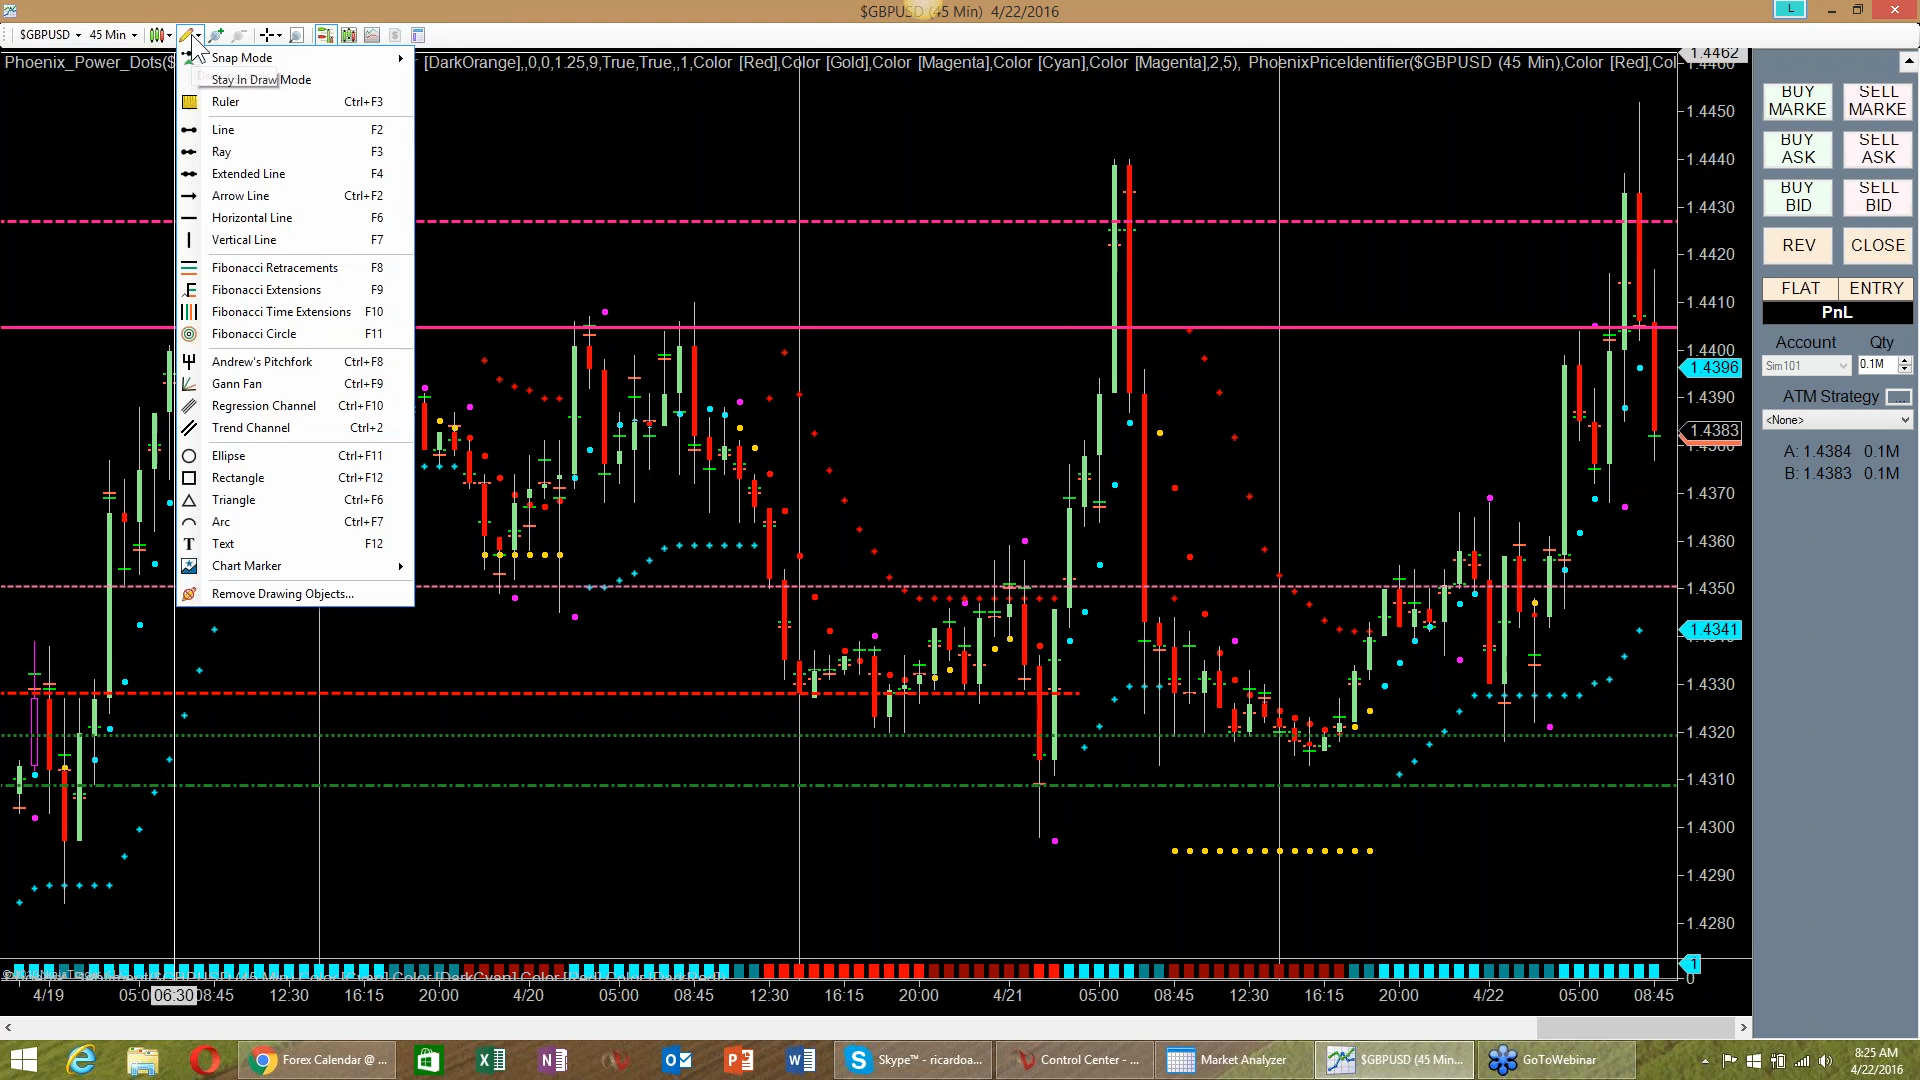 $GBPUSD (45 Min) 4/22/2016
L
$GBPUSD 45 Min
Phoenix_Power_Dots($
[DarkOrange],,0,0,1.25,9,True,True,,1,Color [Red],Color [Gold],Color [Magenta],Color [Cyan],Color [Magenta],2,5), PhoenixPriceIdentifier($GBPUSD (45 Min),Color [Red],Col
Snap Mode
Stay In Draw Mode
Ruler Ctrl+F3
Line F2
Ray F3
Extended Line F4
Arrow Line Ctrl+F2
Horizontal Line F6
Vertical Line F7
Fibonacci Retracements F8
Fibonacci Extensions F9
Fibonacci Time Extensions F10
Fibonacci Circle F11
Andrew's Pitchfork Ctrl+F8
Gann Fan Ctrl+F9
Regression Channel Ctrl+F10
Trend Channel Ctrl+2
Ellipse Ctrl+F11
Rectangle Ctrl+F12
Triangle Ctrl+F6
Arc Ctrl+F7
Text F12
Chart Marker
Remove Drawing Objects...
1.4462
1.4450
1.4440
1.4430
1.4420
1.4410
1.4400
1.4396
1.4390
1.4383
1.4370
1.4360
1.4350
1.4341
1.4330
1.4320
1.4310
1.4300
1.4290
1.4280
1
0
BUY MARKE SELL MARKE
BUY ASK SELL ASK
BUY BID SELL BID
REV CLOSE
FLAT ENTRY
PnL
Account Qty
Sim101 0.1M
ATM Strategy ...
<None>
A: 1.4384 0.1M
B: 1.4383 0.1M
4/19 05:0 06:30 08:45 12:30 16:15 20:00 4/20 05:00 08:45 12:30 16:15 20:00 4/21 05:00 08:45 12:30 16:15 20:00 4/22 05:00 08:45
Forex Calendar @ ...
Skype™ - ricardoa...
Control Center - ...
Market Analyzer
$GBPUSD (45 Min...
GoToWebinar
8:25 AM
4/22/2016